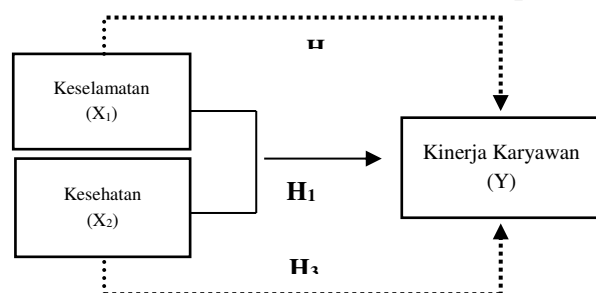 H
Keselamatan
(X₁)
Kinerja Karyawan
(Y)
Kesehatan
(X₂)
H₁
H₃